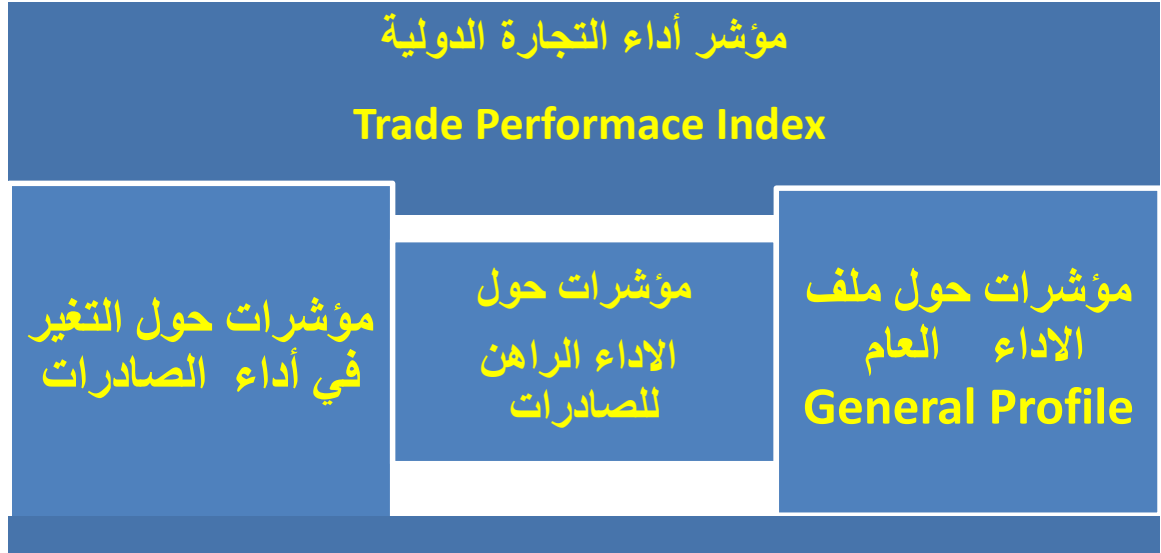 مؤشر أداء التجارة الدولية
Trade Performace Index
مؤشرات حول ملف
الاداء العام
General Profile
مؤشرات حول
الاداء الراهن
للصادرات
مؤشرات حول التغير
في أداء الصادرات